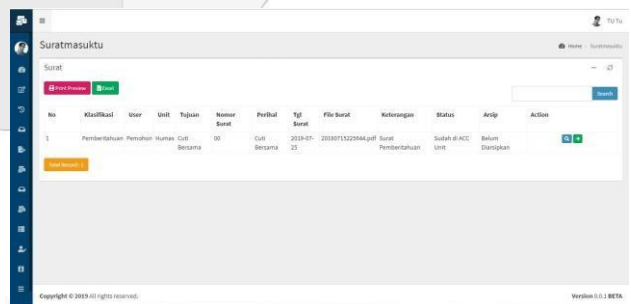 TU Tu
Suratmasuktu
Home
Suratmasuktu
Surat
Print Preview
Excel
Search
No Klasifikasi User Unit Tujuan Nomor Surat Perihal Tgl Surat File Surat Keterangan Status Arsip Action
1 Pemberitahuan Pemohon Humas Cuti Bersama 00 Cuti Bersama 2019-07-25 Surat Pemberitahuan Sudah di ACC Unit Belum Diarsipkan
Total Record: 1
Copyright © 2019 All rights reserved.
Version 0.0.1 BETA